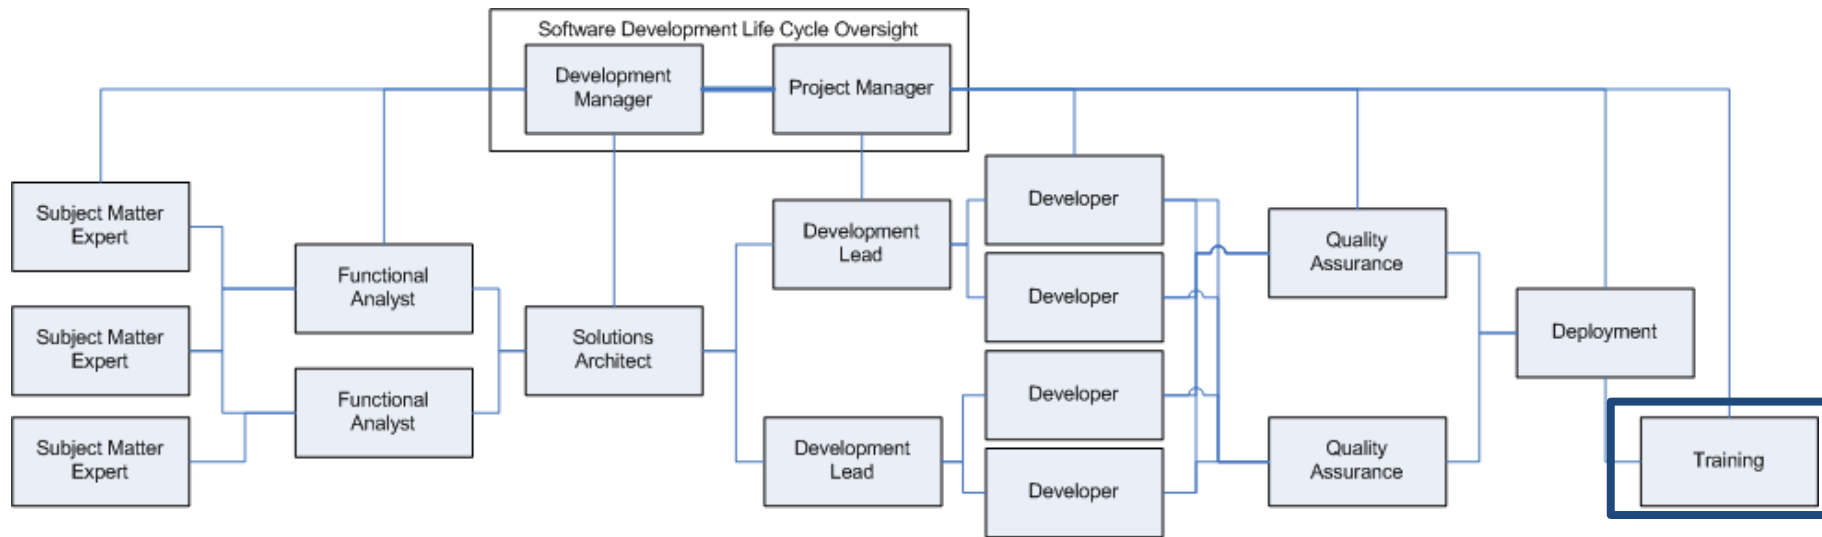 Software Development Life Cycle Oversight
Development
Manager
Project Manager
Subject Matter
Expert
Subject Matter
Expert
Subject Matter
Expert
Functional
Analyst
Functional
Analyst
Solutions
Architect
Development
Lead
Development
Lead
Developer
Developer
Developer
Developer
Quality
Assurance
Quality
Assurance
Deployment
Training